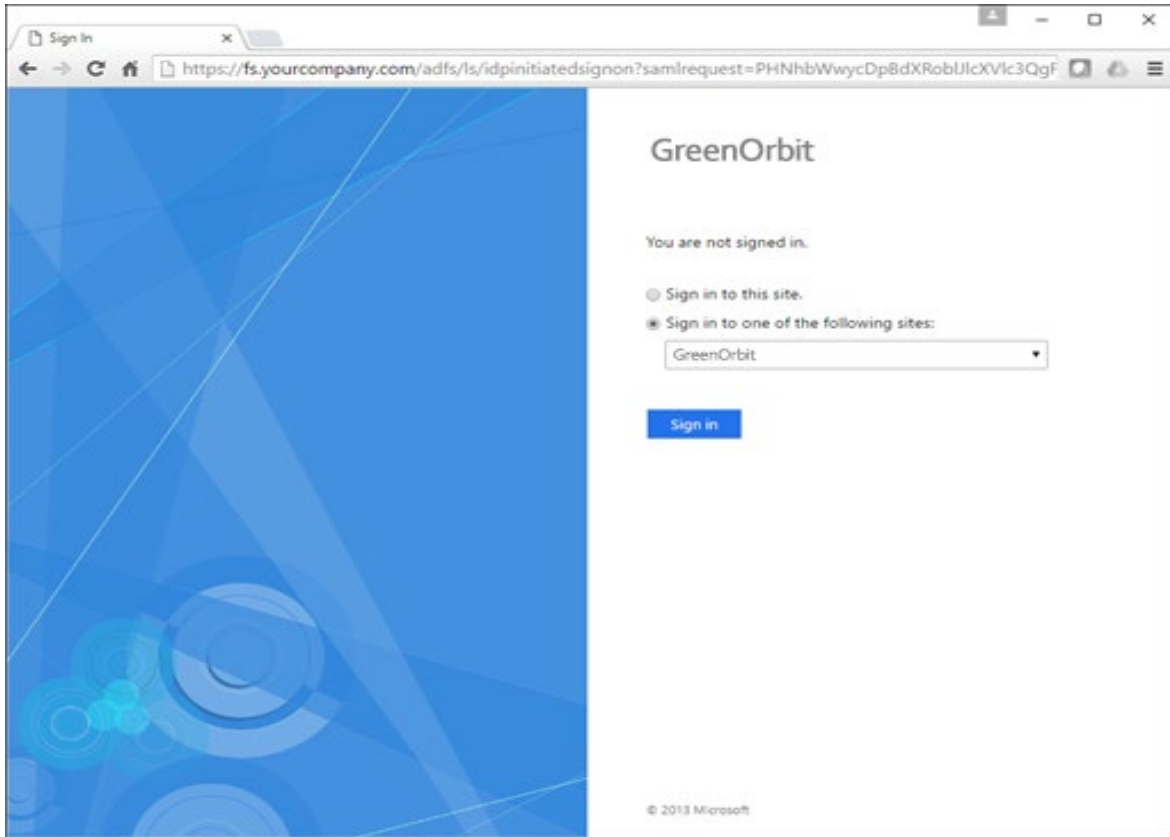 Sign In
https://fs.yourcompany.com/adfs/ls/idpinitiatedsignon?samlrequest=
GreenOrbit
You are not signed in.
Sign in to this site.
Sign in to one of the following sites:
GreenOrbit
Sign in
© 2013 Microsoft